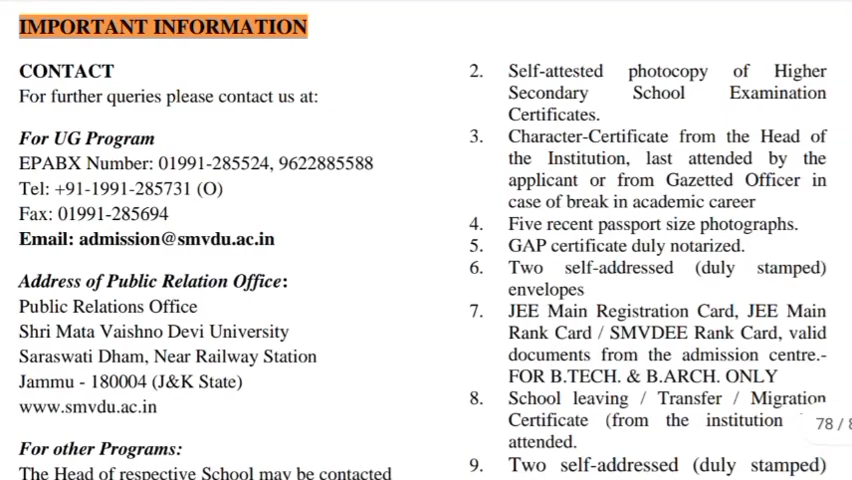 IMPORTANT INFORMATION
CONTACT
For further queries please contact us at:
For UG Program
EPABX Number: 01991-285524, 9622885588
Tel: +91-1991-285731 (O)
Fax: 01991-285694
Email: admission@smvdu.ac.in
Address of Public Relation Office:
Public Relations Office
Shri Mata Vaishno Devi University
Saraswati Dham, Near Railway Station
Jammu - 180004 (J&K State)
www.smvdu.ac.in
For other Programs:
The Head of respective School may be contacted
2. Self-attested photocopy of Higher
Secondary School Examination
Certificates.
3. Character-Certificate from the Head of
the Institution, last attended by the
applicant or from Gazetted Officer in
case of break in academic career
4. Five recent passport size photographs.
5. GAP certificate duly notarized.
6. Two self-addressed (duly stamped)
envelopes
7. JEE Main Registration Card, JEE Main
Rank Card / SMVDEE Rank Card, valid
documents from the admission centre.-
FOR B.TECH. & B.ARCH. ONLY
8. School leaving / Transfer / Migration
Certificate (from the institution
attended.
9. Two self-addressed (duly stamped)
78 /